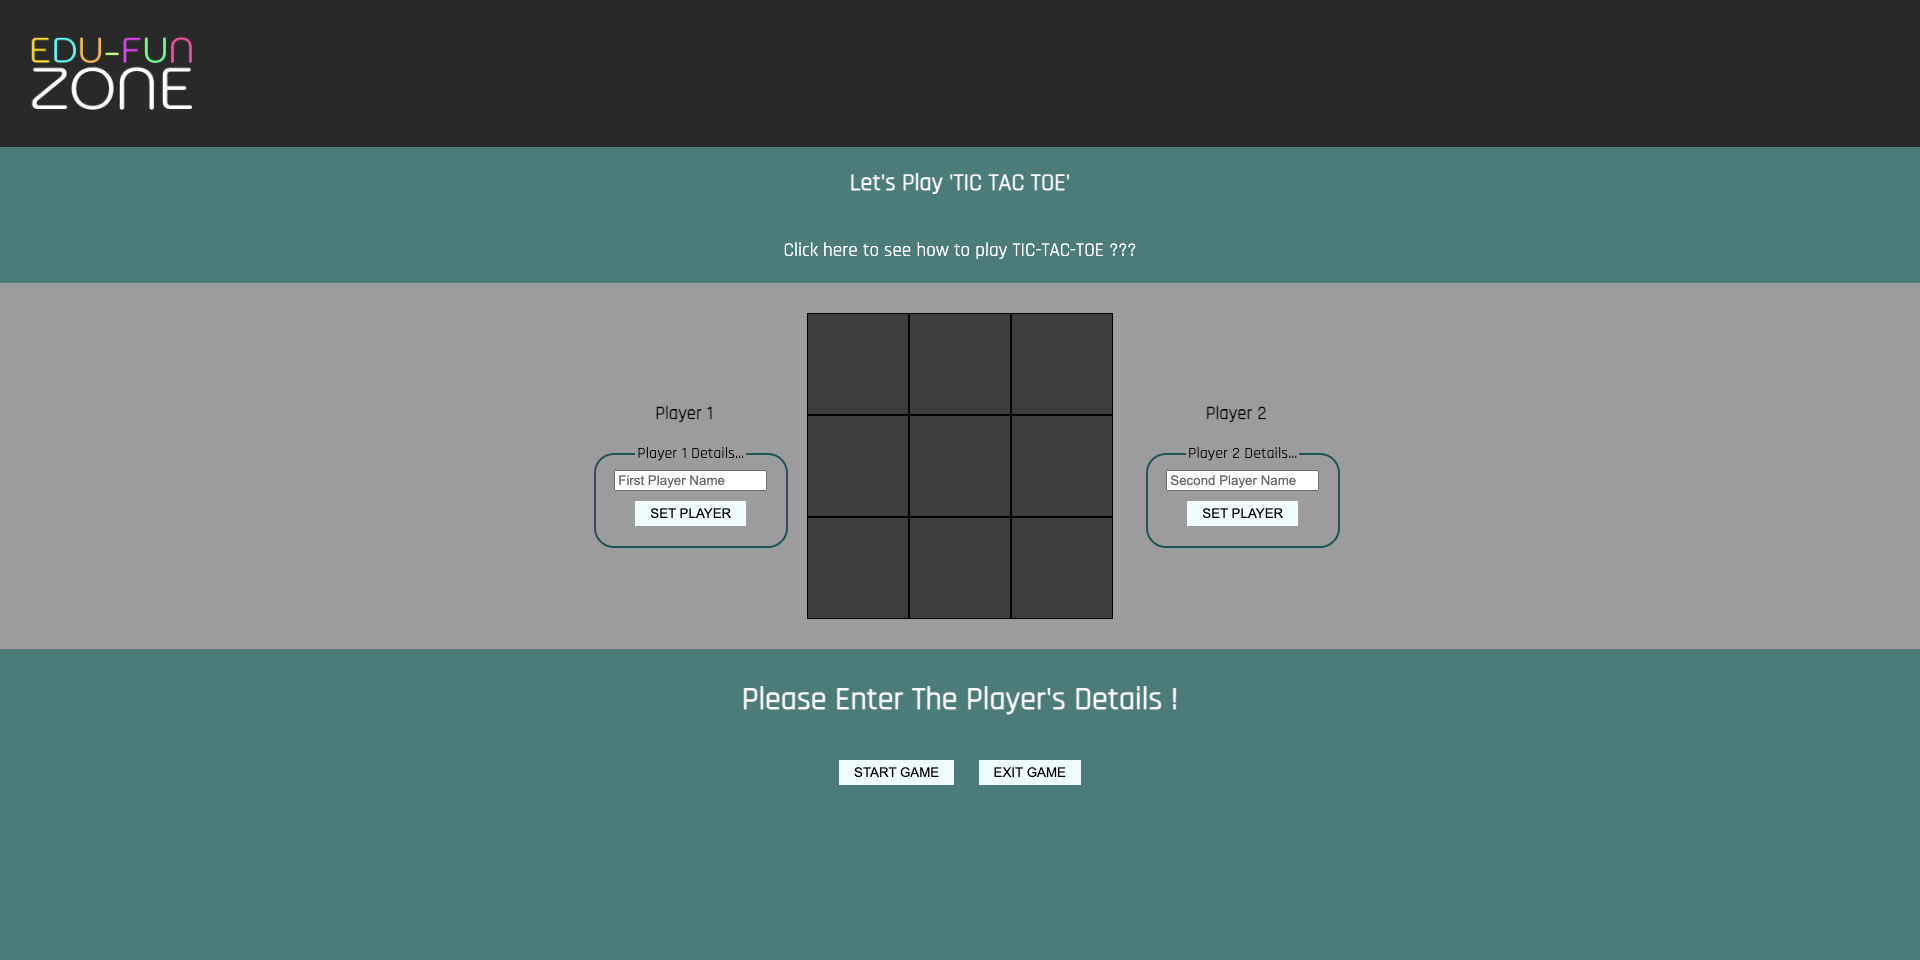 EDU-FUN
ZONE
Let's Play 'TIC TAC TOE'
Click here to see how to play TIC-TAC-TOE ???
Player 1
Player 1 Details...
First Player Name
SET PLAYER
Player 2
Player 2 Details...
Second Player Name
SET PLAYER
Please Enter The Player's Details !
START GAME
EXIT GAME